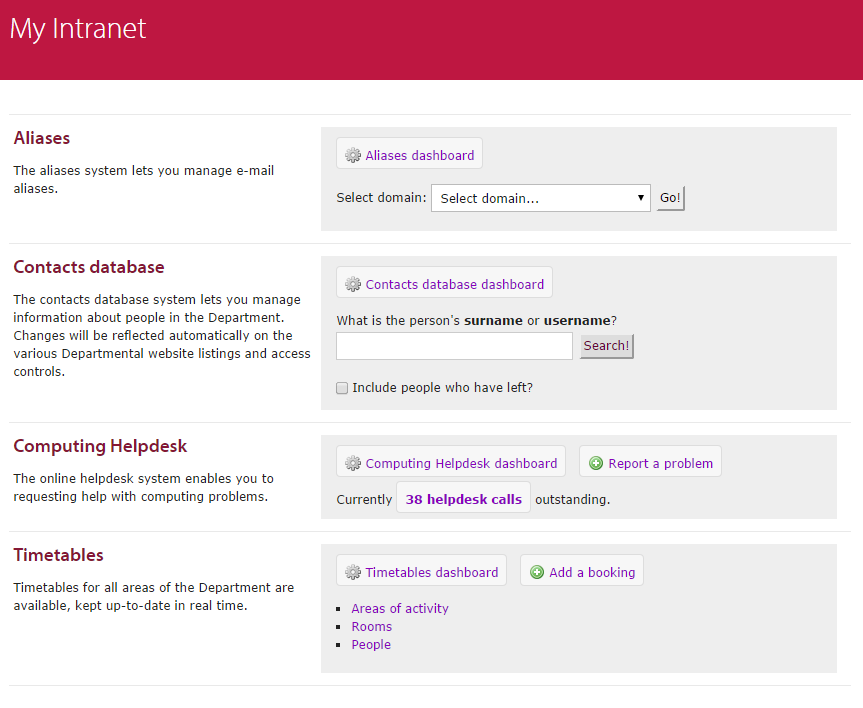 My Intranet
Aliases
The aliases system lets you manage e-mail
aliases.
Aliases dashboard
Select domain: Select domain... Go!
Contacts database
The contacts database system lets you manage
information about people in the Department.
Changes will be reflected automatically on the
various Departmental website listings and access
controls.
Contacts database dashboard
What is the person's surname or username?
Search!
Include people who have left?
Computing Helpdesk
The online helpdesk system enables you to
requesting help with computing problems.
Computing Helpdesk dashboard Report a problem
Currently 38 helpdesk calls outstanding.
Timetables
Timetables for all areas of the Department are
available, kept up-to-date in real time.
Timetables dashboard Add a booking
Areas of activity
Rooms
People